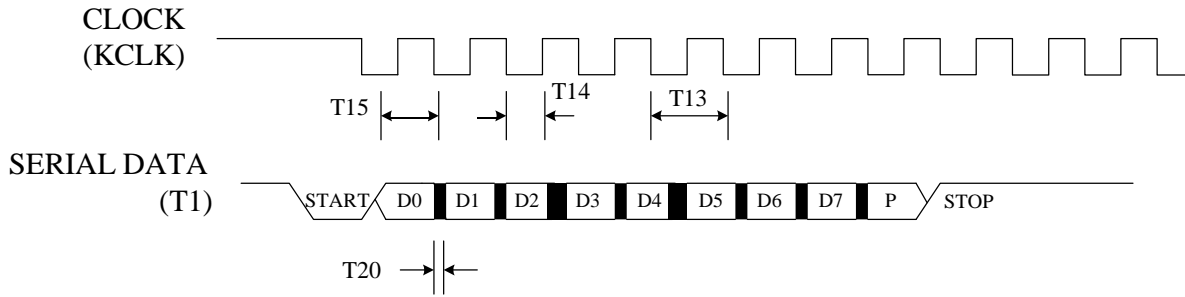 CLOCK
(KCLK)
T15
T14
T13
SERIAL DATA
(T1)
START D0 D1 D2 D3 D4 D5 D6 D7 P STOP
T20